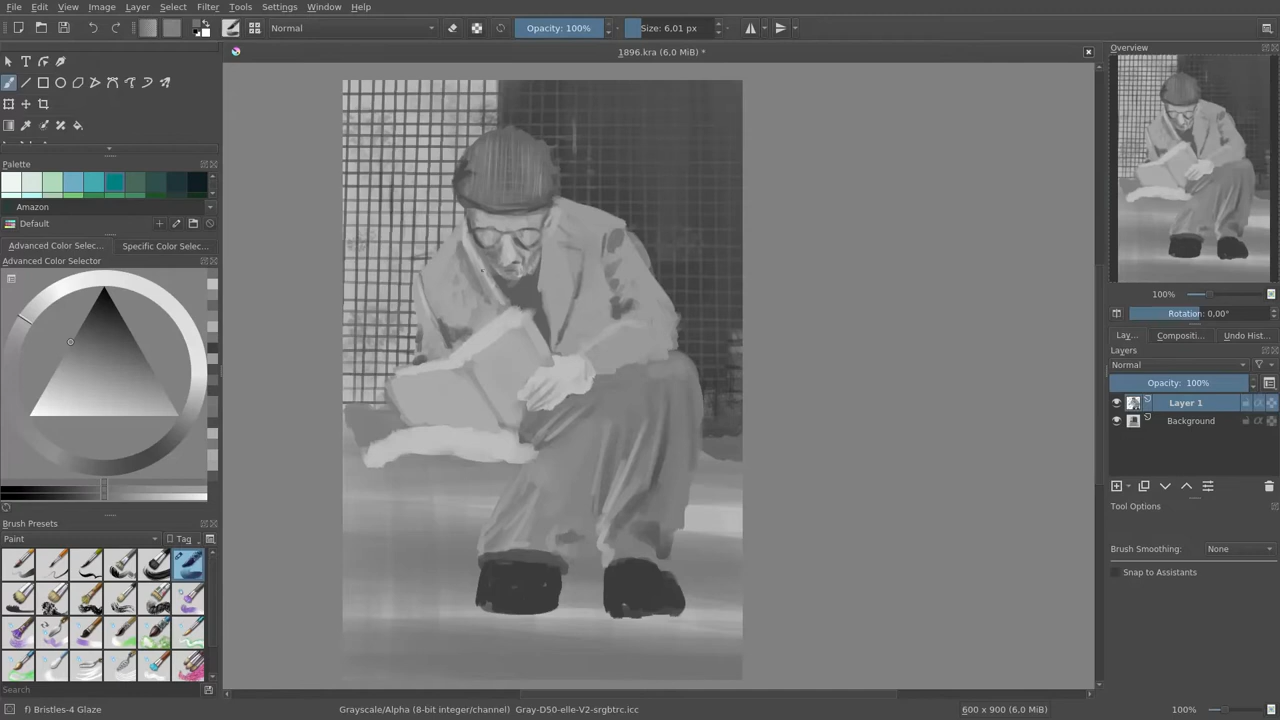 File Edit View Image Layer Select Filter Tools Settings Window Help
Normal
Opacity: 100%
Size: 6,01 px
1896.kra (6,0 MiB) *
Overview
100%
Rotation: 0,00°
Palette
Amazon
Default
Advanced Color Selec... Specific Color Selec...
Advanced Color Selector
Lay... Compositi... Undo Hist...
Layers
Normal
Opacity: 100%
Layer 1
Background
Tool Options
Brush Smoothing: None
Snap to Assistants
Brush Presets
Paint
Tag
Search
f) Bristles-4 Glaze
Grayscale/Alpha (8-bit integer/channel) Gray-D50-elle-V2-srgbtrc.icc
600 x 900 (6,0 MiB)
100%